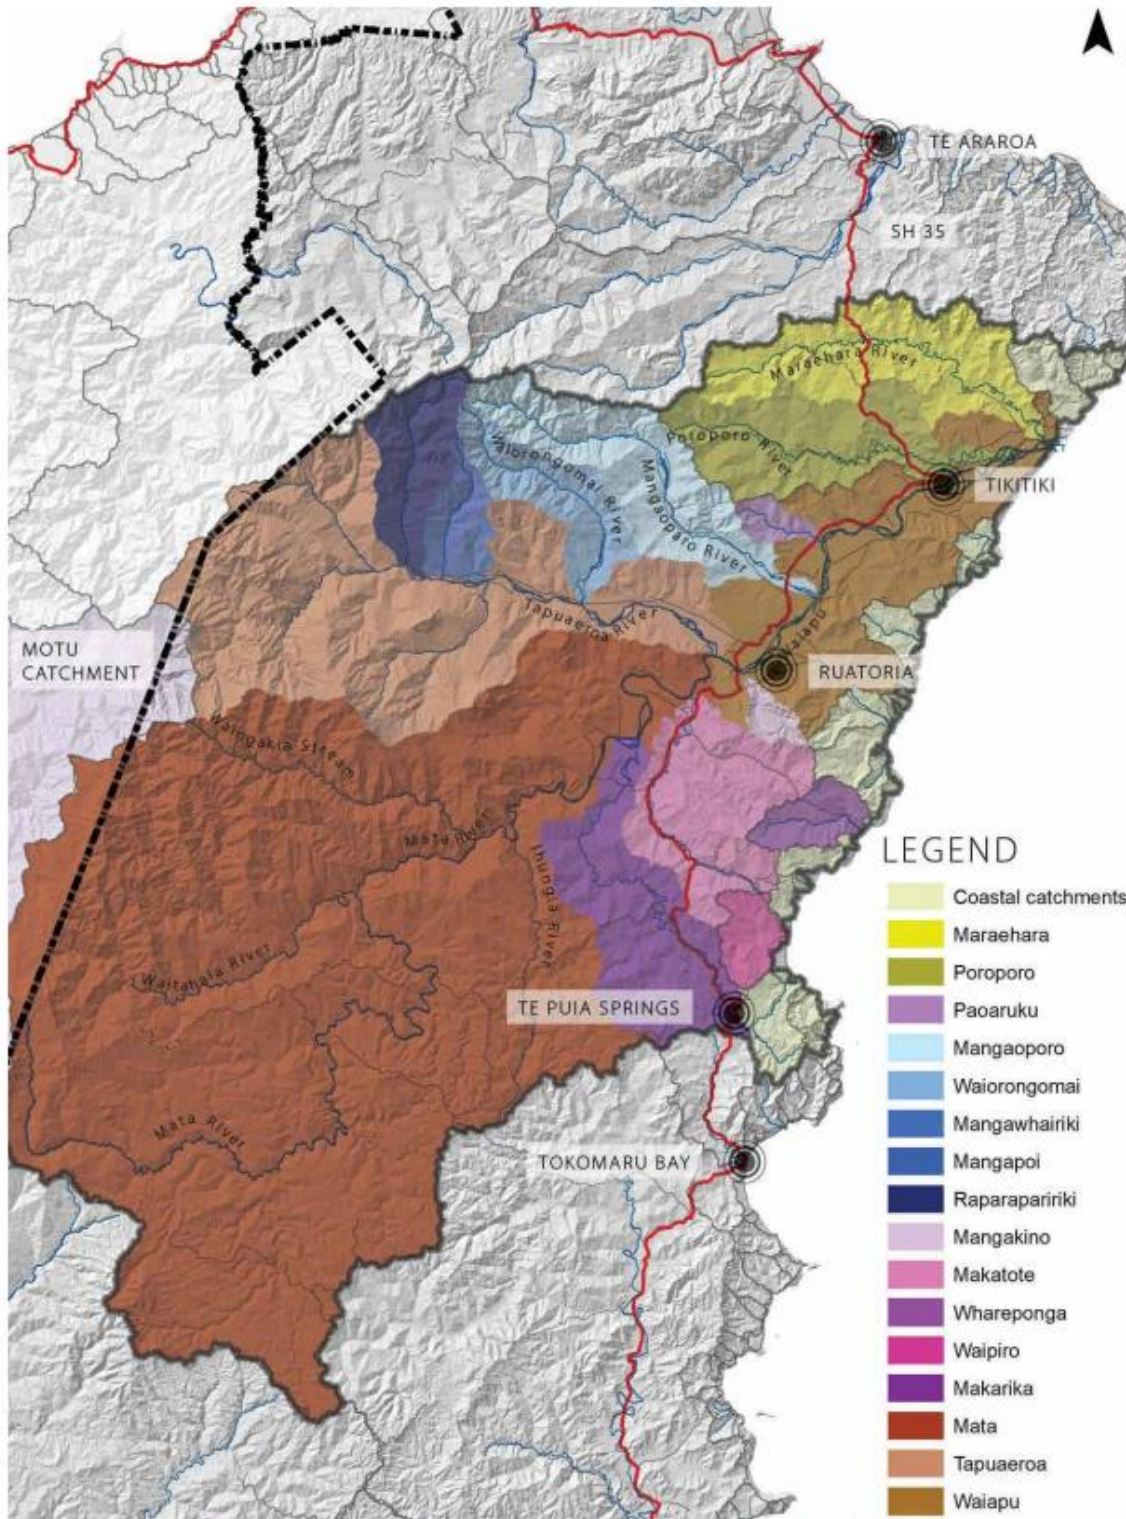 TE ARAROA
SH 35
Maraehara River
Poroporo River
Waiorongomai River
Mangaoparo River
TIKITIKI
Tapuaeroa River
Waiapu
MOTU
CATCHMENT
RUATORIA
Waingakia Stream
Mata River
Ihungia River
Waitahaia River
TE PUIA SPRINGS
Mata River
TOKOMARU BAY
LEGEND
Coastal catchments
Maraehara
Poroporo
Paoaruku
Mangaoporo
Waiorongomai
Mangawhairiki
Mangapoi
Raparapaririki
Mangakino
Makatote
Whareponga
Waipiro
Makarika
Mata
Tapuaeroa
Waiapu